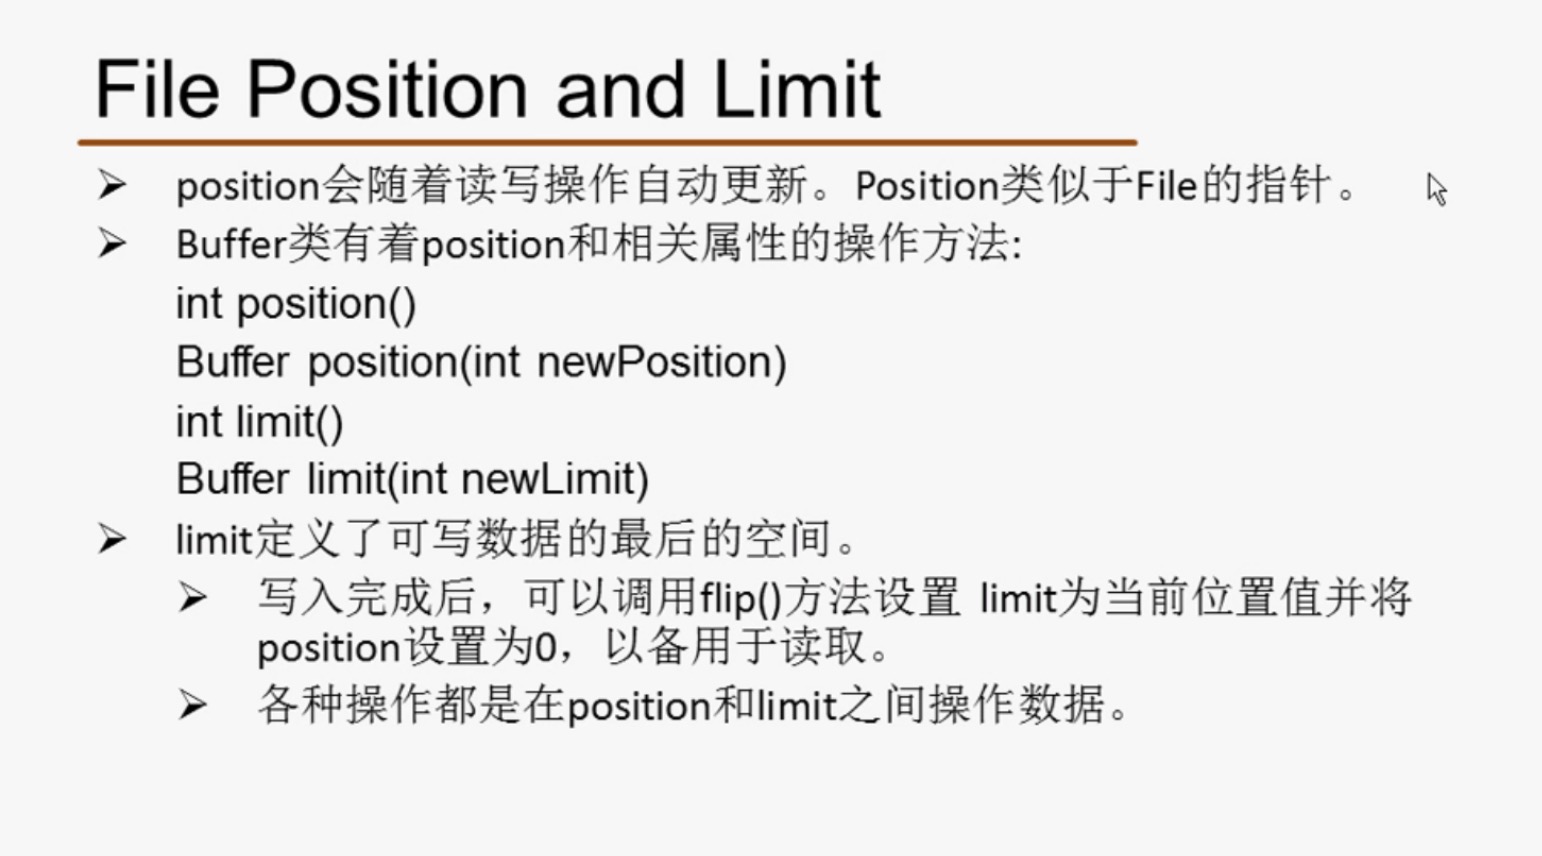 File Position and Limit
position会随着读写操作自动更新。Position类似于File的指针。
Buffer类有着position和相关属性的操作方法:
int position()
Buffer position(int newPosition)
int limit()
Buffer limit(int newLimit)
limit定义了可写数据的最后的空间。
写入完成后，可以调用flip()方法设置 limit为当前位置值并将
position设置为0，以备用于读取。
各种操作都是在position和limit之间操作数据。